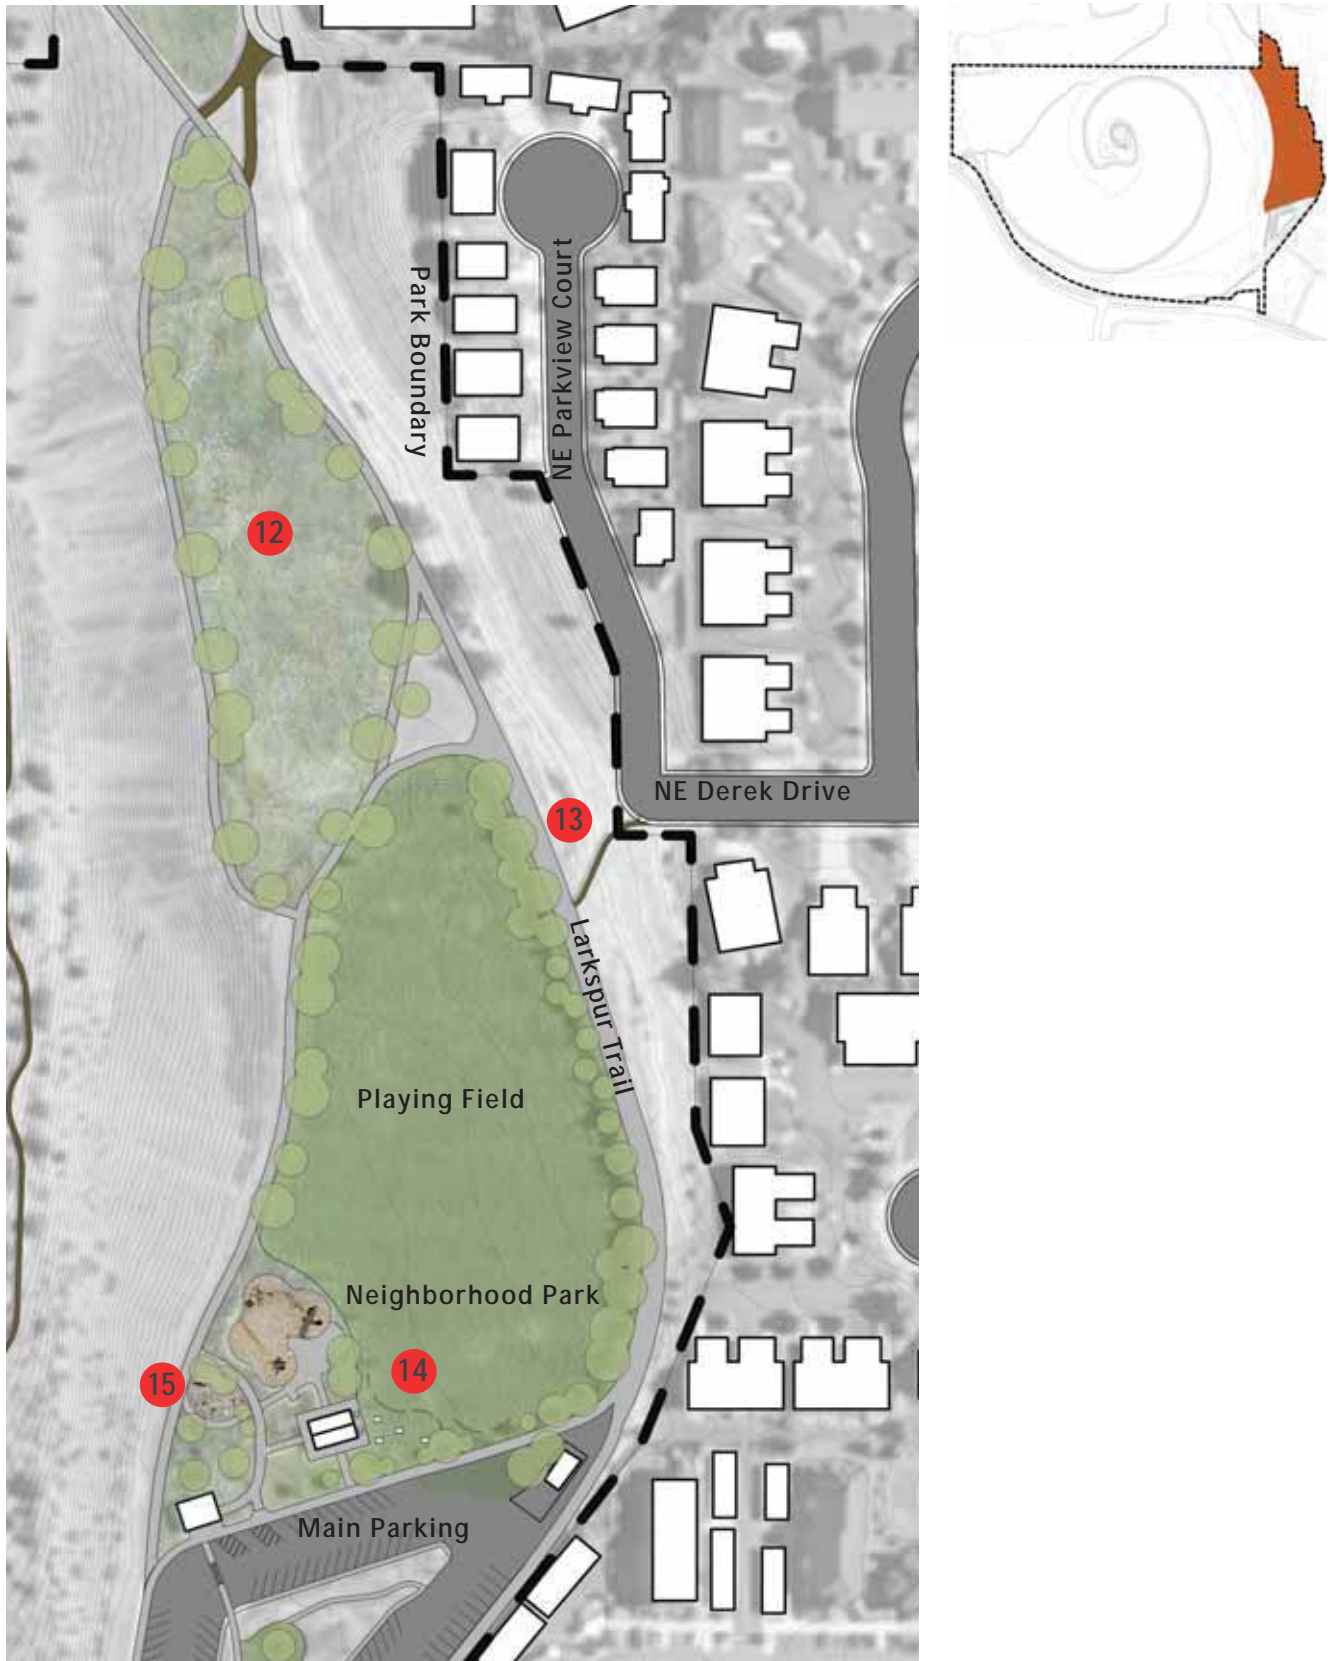 Park Boundary
NE Parkview Court
12
NE Derek Drive
13
Larkspur Trail
Playing Field
Neighborhood Park
14
15
Main Parking